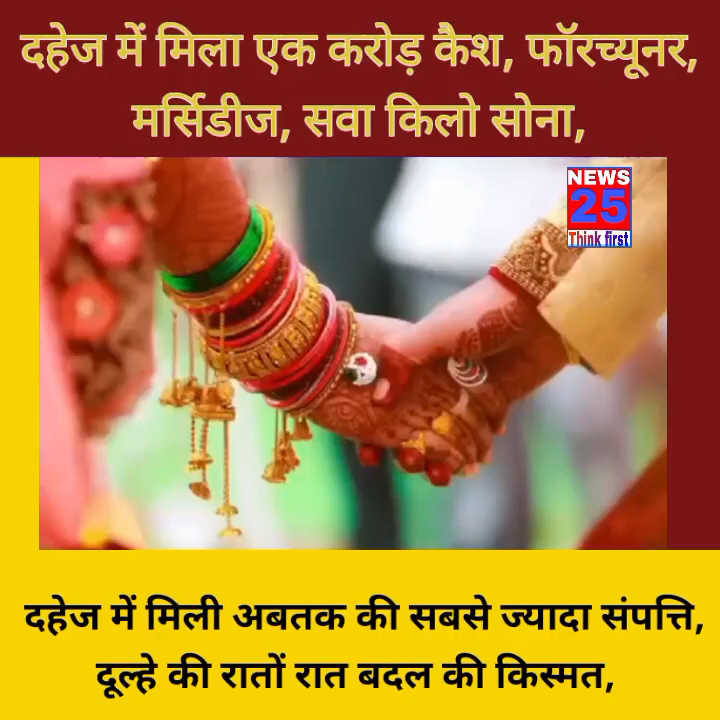 दहेज में मिला एक करोड़ कैश, फॉरच्यूनर,
मर्सिडीज, सवा किलो सोना,
NEWS
25
Think first
दहेज में मिली अबतक की सबसे ज्यादा संपत्ति,
दूल्हे की रातों रात बदल की किस्मत,